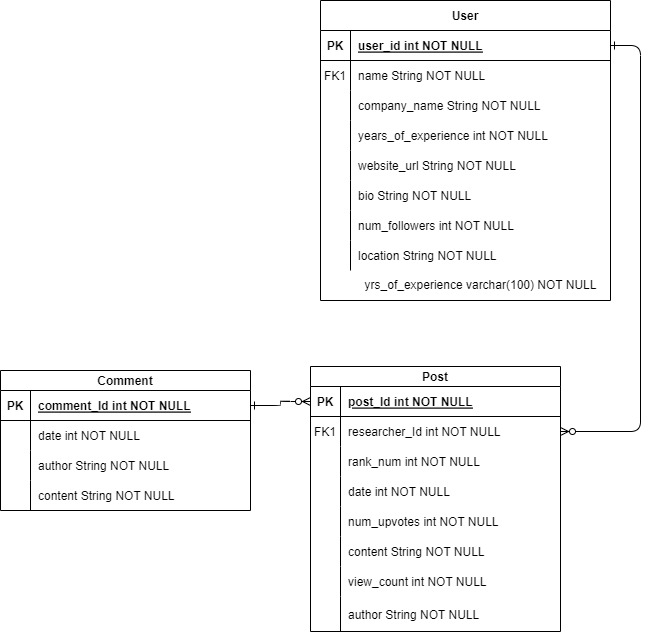 User
PK user_id int NOT NULL
FK1 name String NOT NULL
company_name String NOT NULL
years_of_experience int NOT NULL
website_url String NOT NULL
bio String NOT NULL
num_followers int NOT NULL
location String NOT NULL
yrs_of_experience varchar(100) NOT NULL
Comment
PK comment_Id int NOT NULL
date int NOT NULL
author String NOT NULL
content String NOT NULL
Post
PK post_Id int NOT NULL
FK1 researcher_Id int NOT NULL
rank_num int NOT NULL
date int NOT NULL
num_upvotes int NOT NULL
content String NOT NULL
view_count int NOT NULL
author String NOT NULL